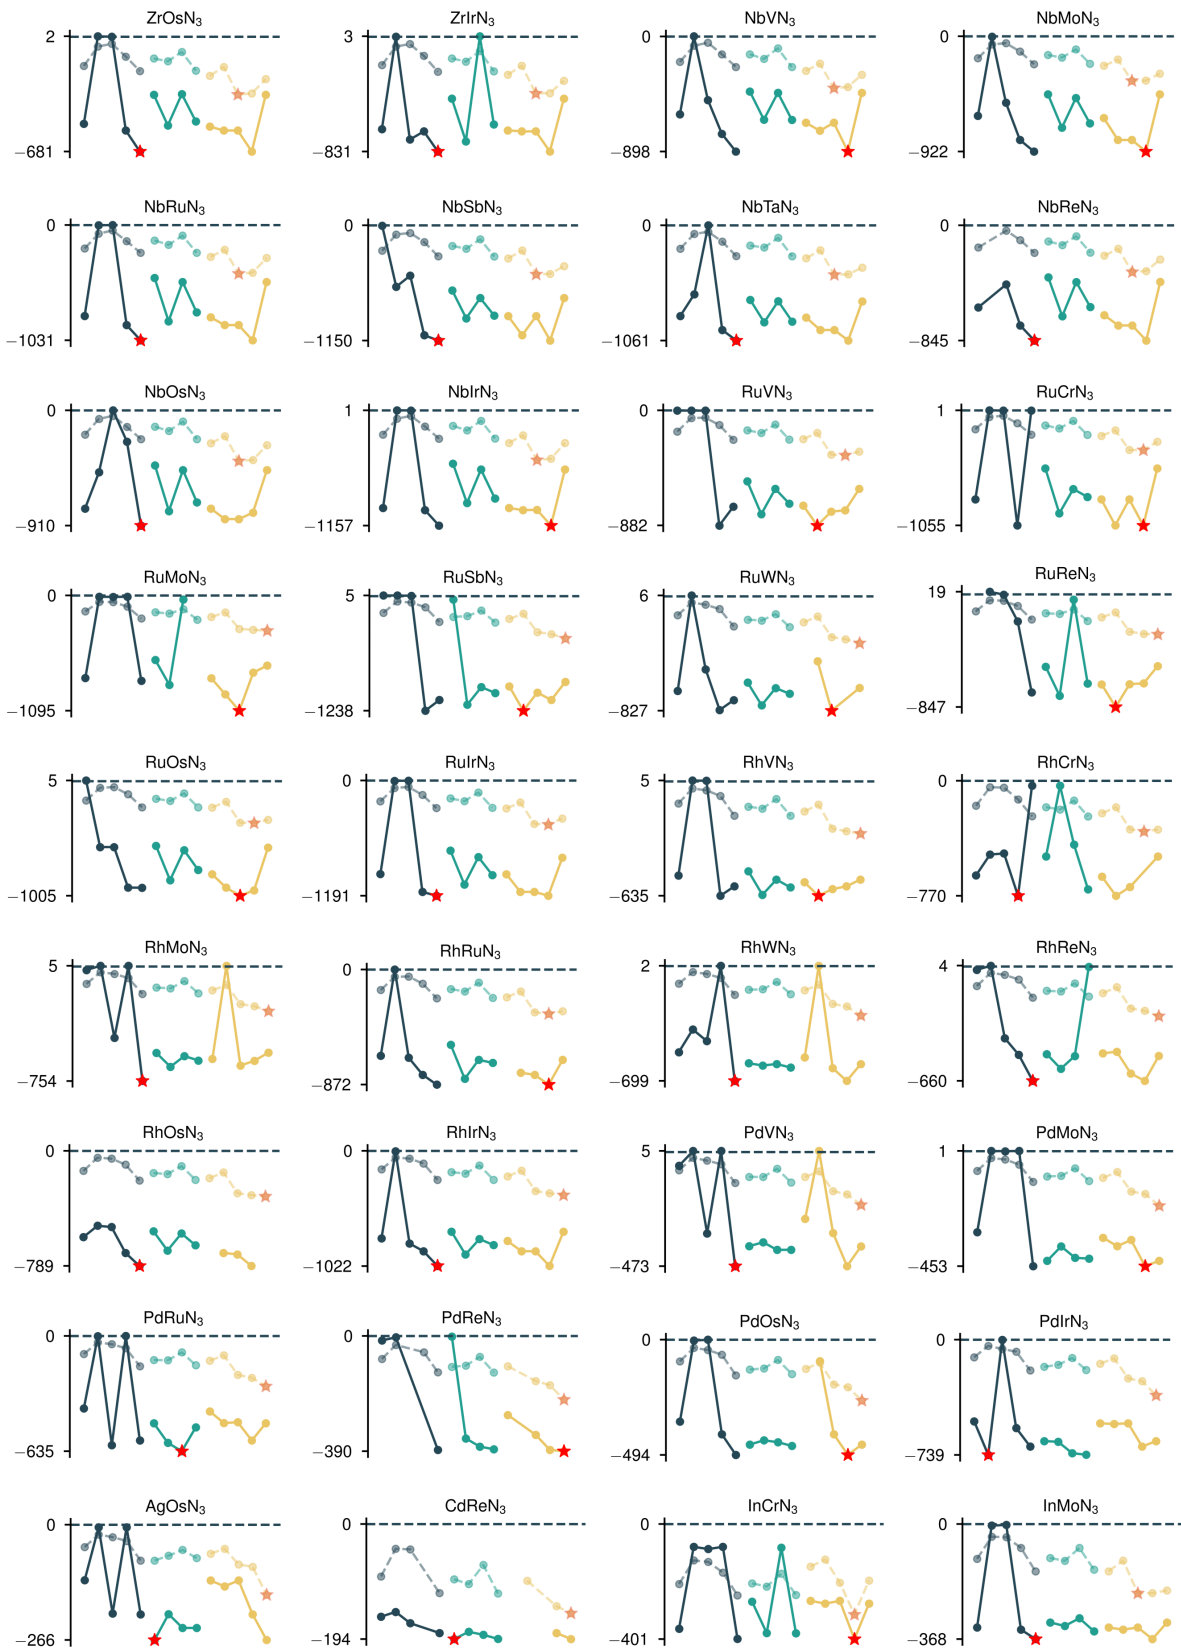 ZrOsN₃ ZrIrN₃ NbVN₃ NbMoN₃
2 3 0 0
−681 −831 −898 −922
NbRuN₃ NbSbN₃ NbTaN₃ NbReN₃
0 0 0 0
−1031 −1150 −1061 −845
NbOsN₃ NbIrN₃ RuVN₃ RuCrN₃
0 1 0 1
−910 −1157 −882 −1055
RuMoN₃ RuSbN₃ RuWN₃ RuReN₃
0 5 6 19
−1095 −1238 −827 −847
RuOsN₃ RuIrN₃ RhVN₃ RhCrN₃
5 0 5 0
−1005 −1191 −635 −770
RhMoN₃ RhRuN₃ RhWN₃ RhReN₃
5 0 2 4
−754 −872 −699 −660
RhOsN₃ RhIrN₃ PdVN₃ PdMoN₃
0 0 5 1
−789 −1022 −473 −453
PdRuN₃ PdReN₃ PdOsN₃ PdIrN₃
0 0 0 0
−635 −390 −494 −739
AgOsN₃ CdReN₃ InCrN₃ InMoN₃
0 0 0 0
−266 −194 −401 −368